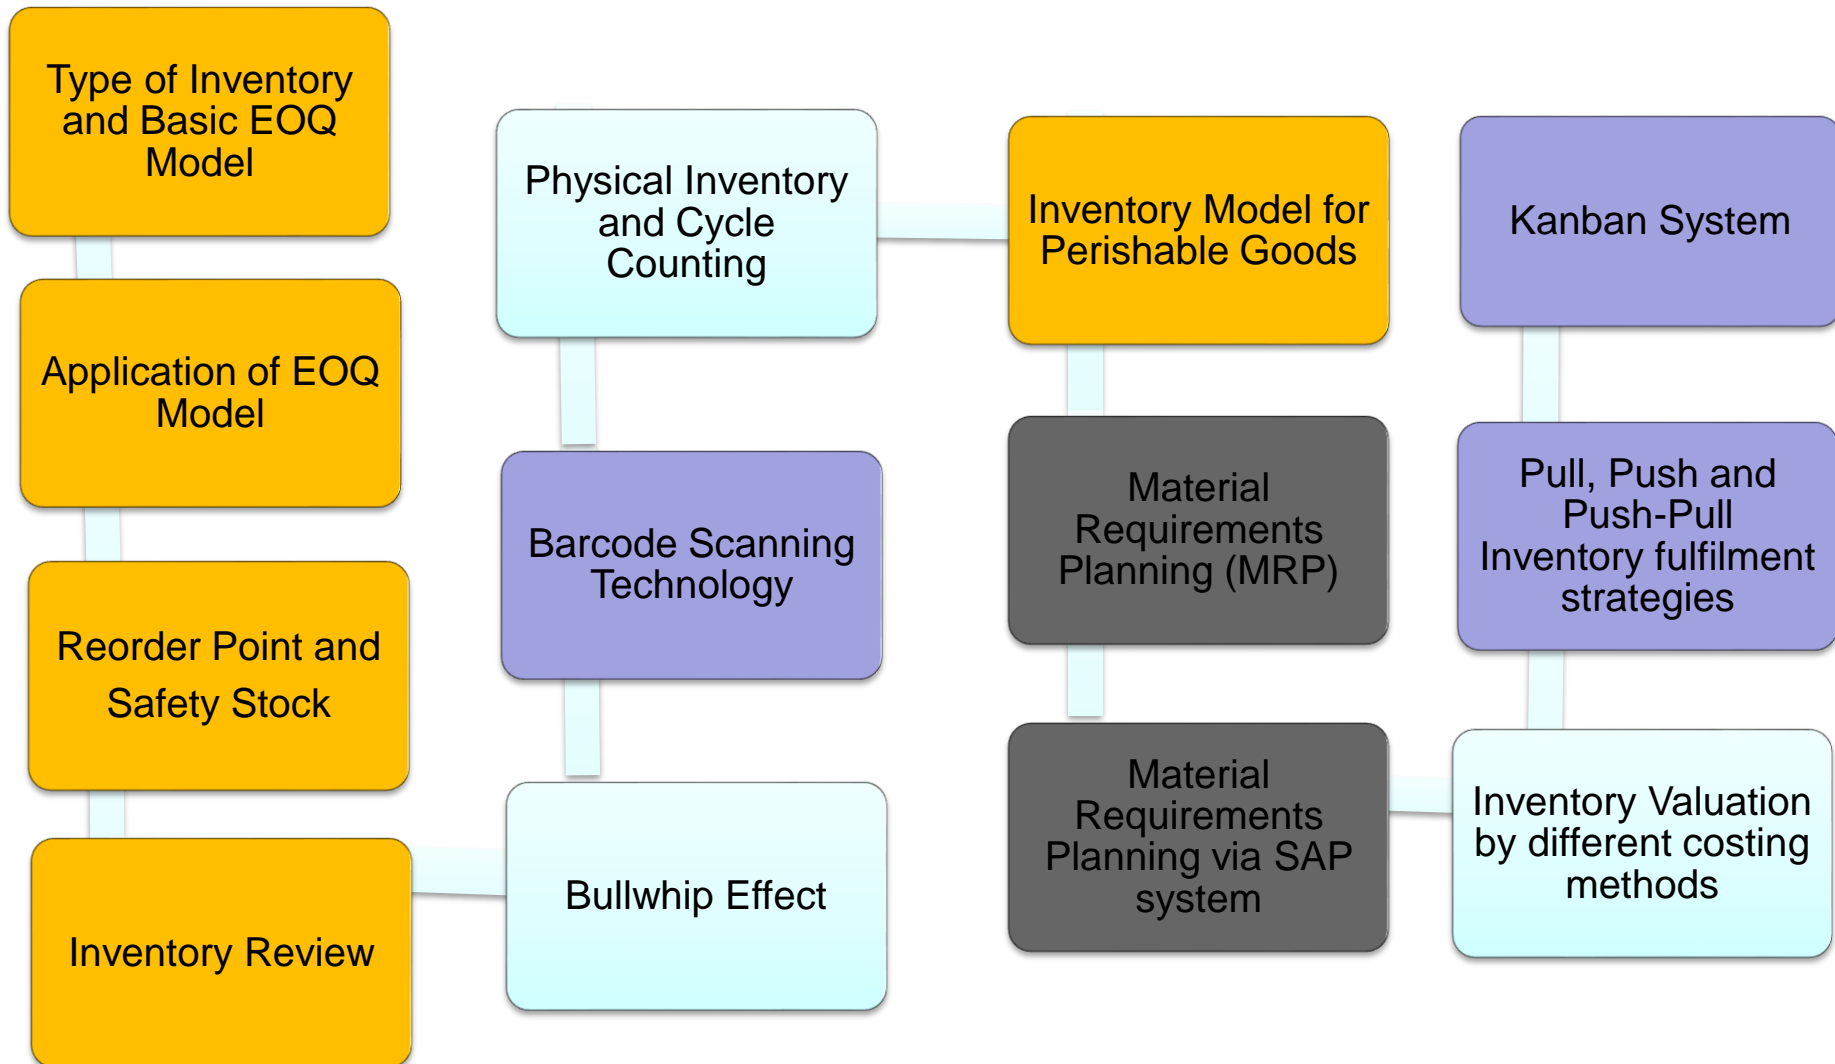 Type of Inventory
and Basic EOQ
Model
Application of EOQ
Model
Reorder Point and
Safety Stock
Inventory Review
Bullwhip Effect
Barcode Scanning
Technology
Physical Inventory
and Cycle
Counting
Inventory Model for
Perishable Goods
Material
Requirements
Planning (MRP)
Material
Requirements
Planning via SAP
system
Inventory Valuation
by different costing
methods
Pull, Push and
Push-Pull
Inventory fulfilment
strategies
Kanban System